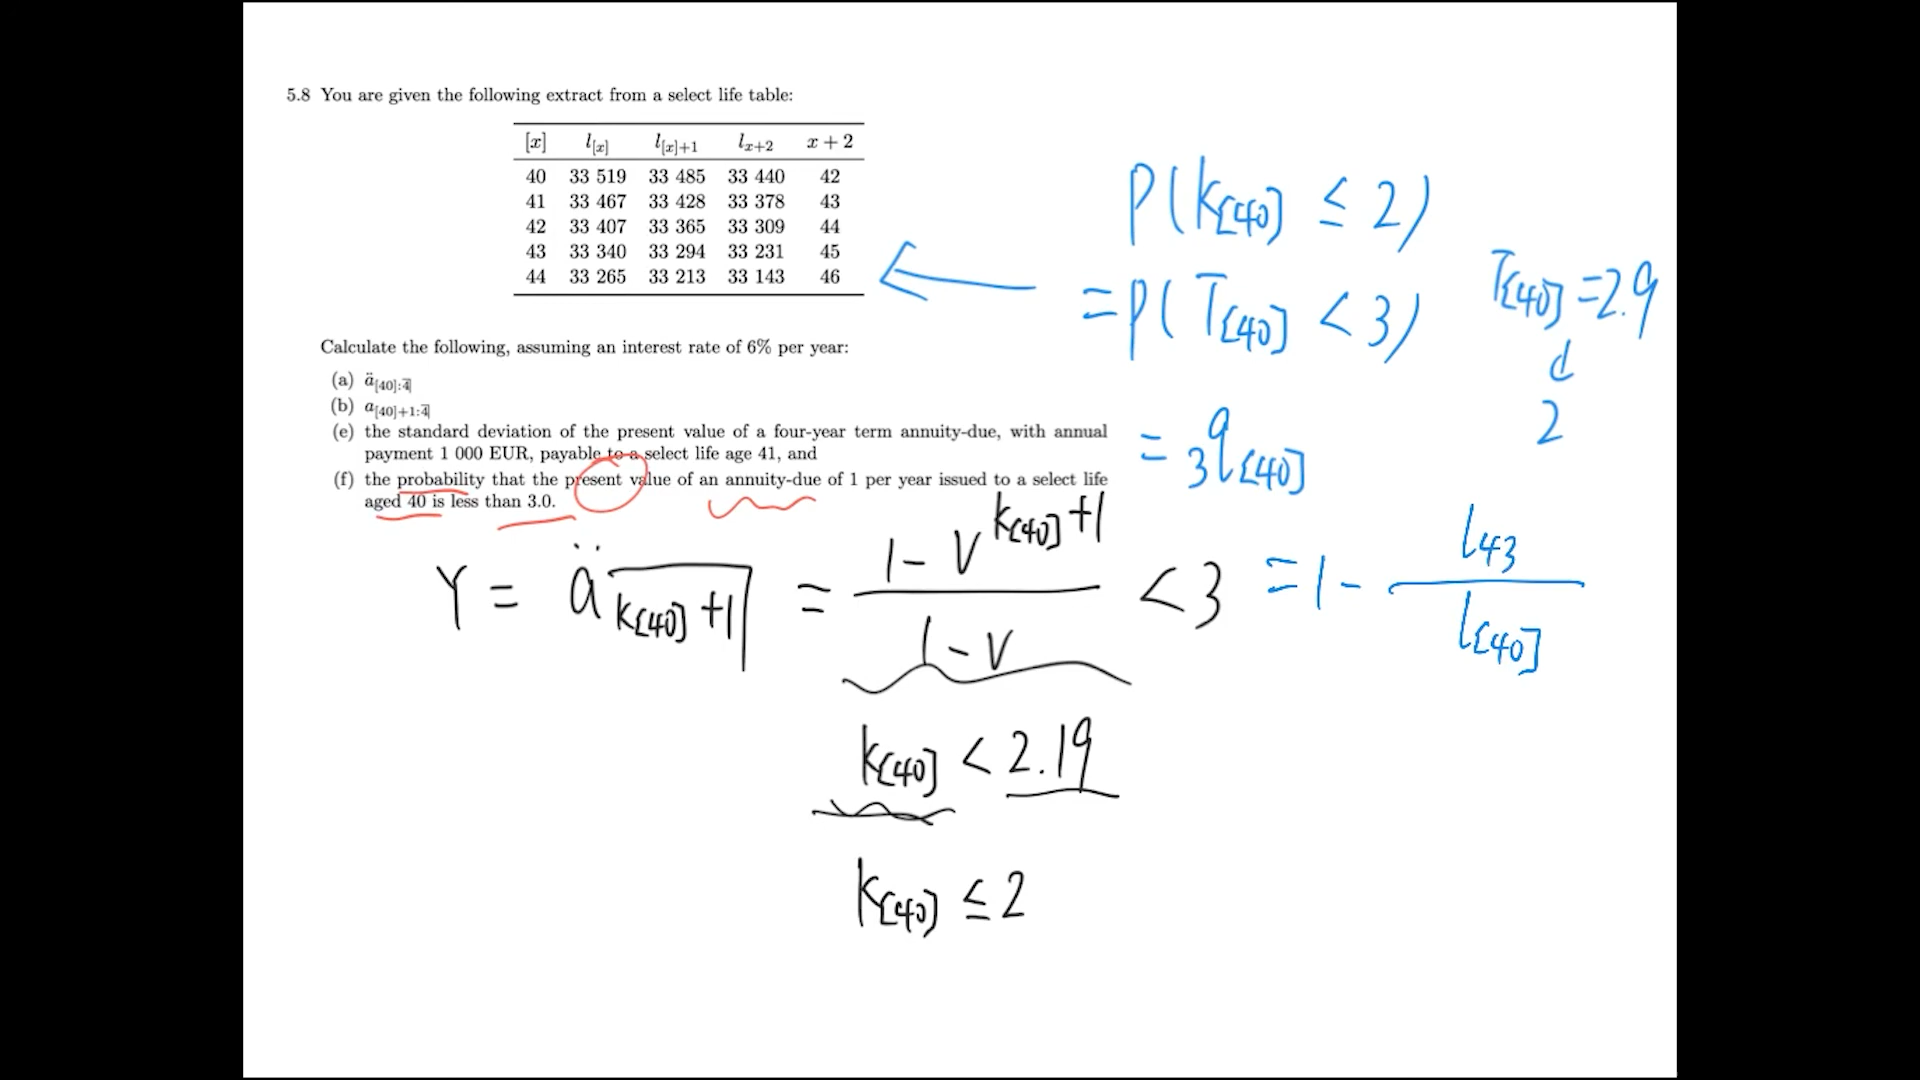 5.8 You are given the following extract from a select life table:
[x] l[x] l[x]+1 lx+2 x + 2
40 33 519 33 485 33 440 42
41 33 467 33 428 33 378 43
42 33 407 33 365 33 309 44
43 33 340 33 294 33 231 45
44 33 265 33 213 33 143 46
Calculate the following, assuming an interest rate of 6% per year:
(a) ä[40]:4̅|
(b) a[40]+1:4̅|
(e) the standard deviation of the present value of a four-year term annuity-due, with annual
payment 1 000 EUR, payable to a select life age 41, and
(f) the probability that the present value of an annuity-due of 1 per year issued to a select life
aged 40 is less than 3.0.
Y = ä K[40]+1| = 1-V^K[40]+1 / 1-V < 3
K[40] < 2.19
K[40] ≤ 2
P(K[40] ≤ 2)
= P(T[40] < 3)
= 3q[40]
= 1 - l43 / l[40]
T[40] = 2.9
↓
2